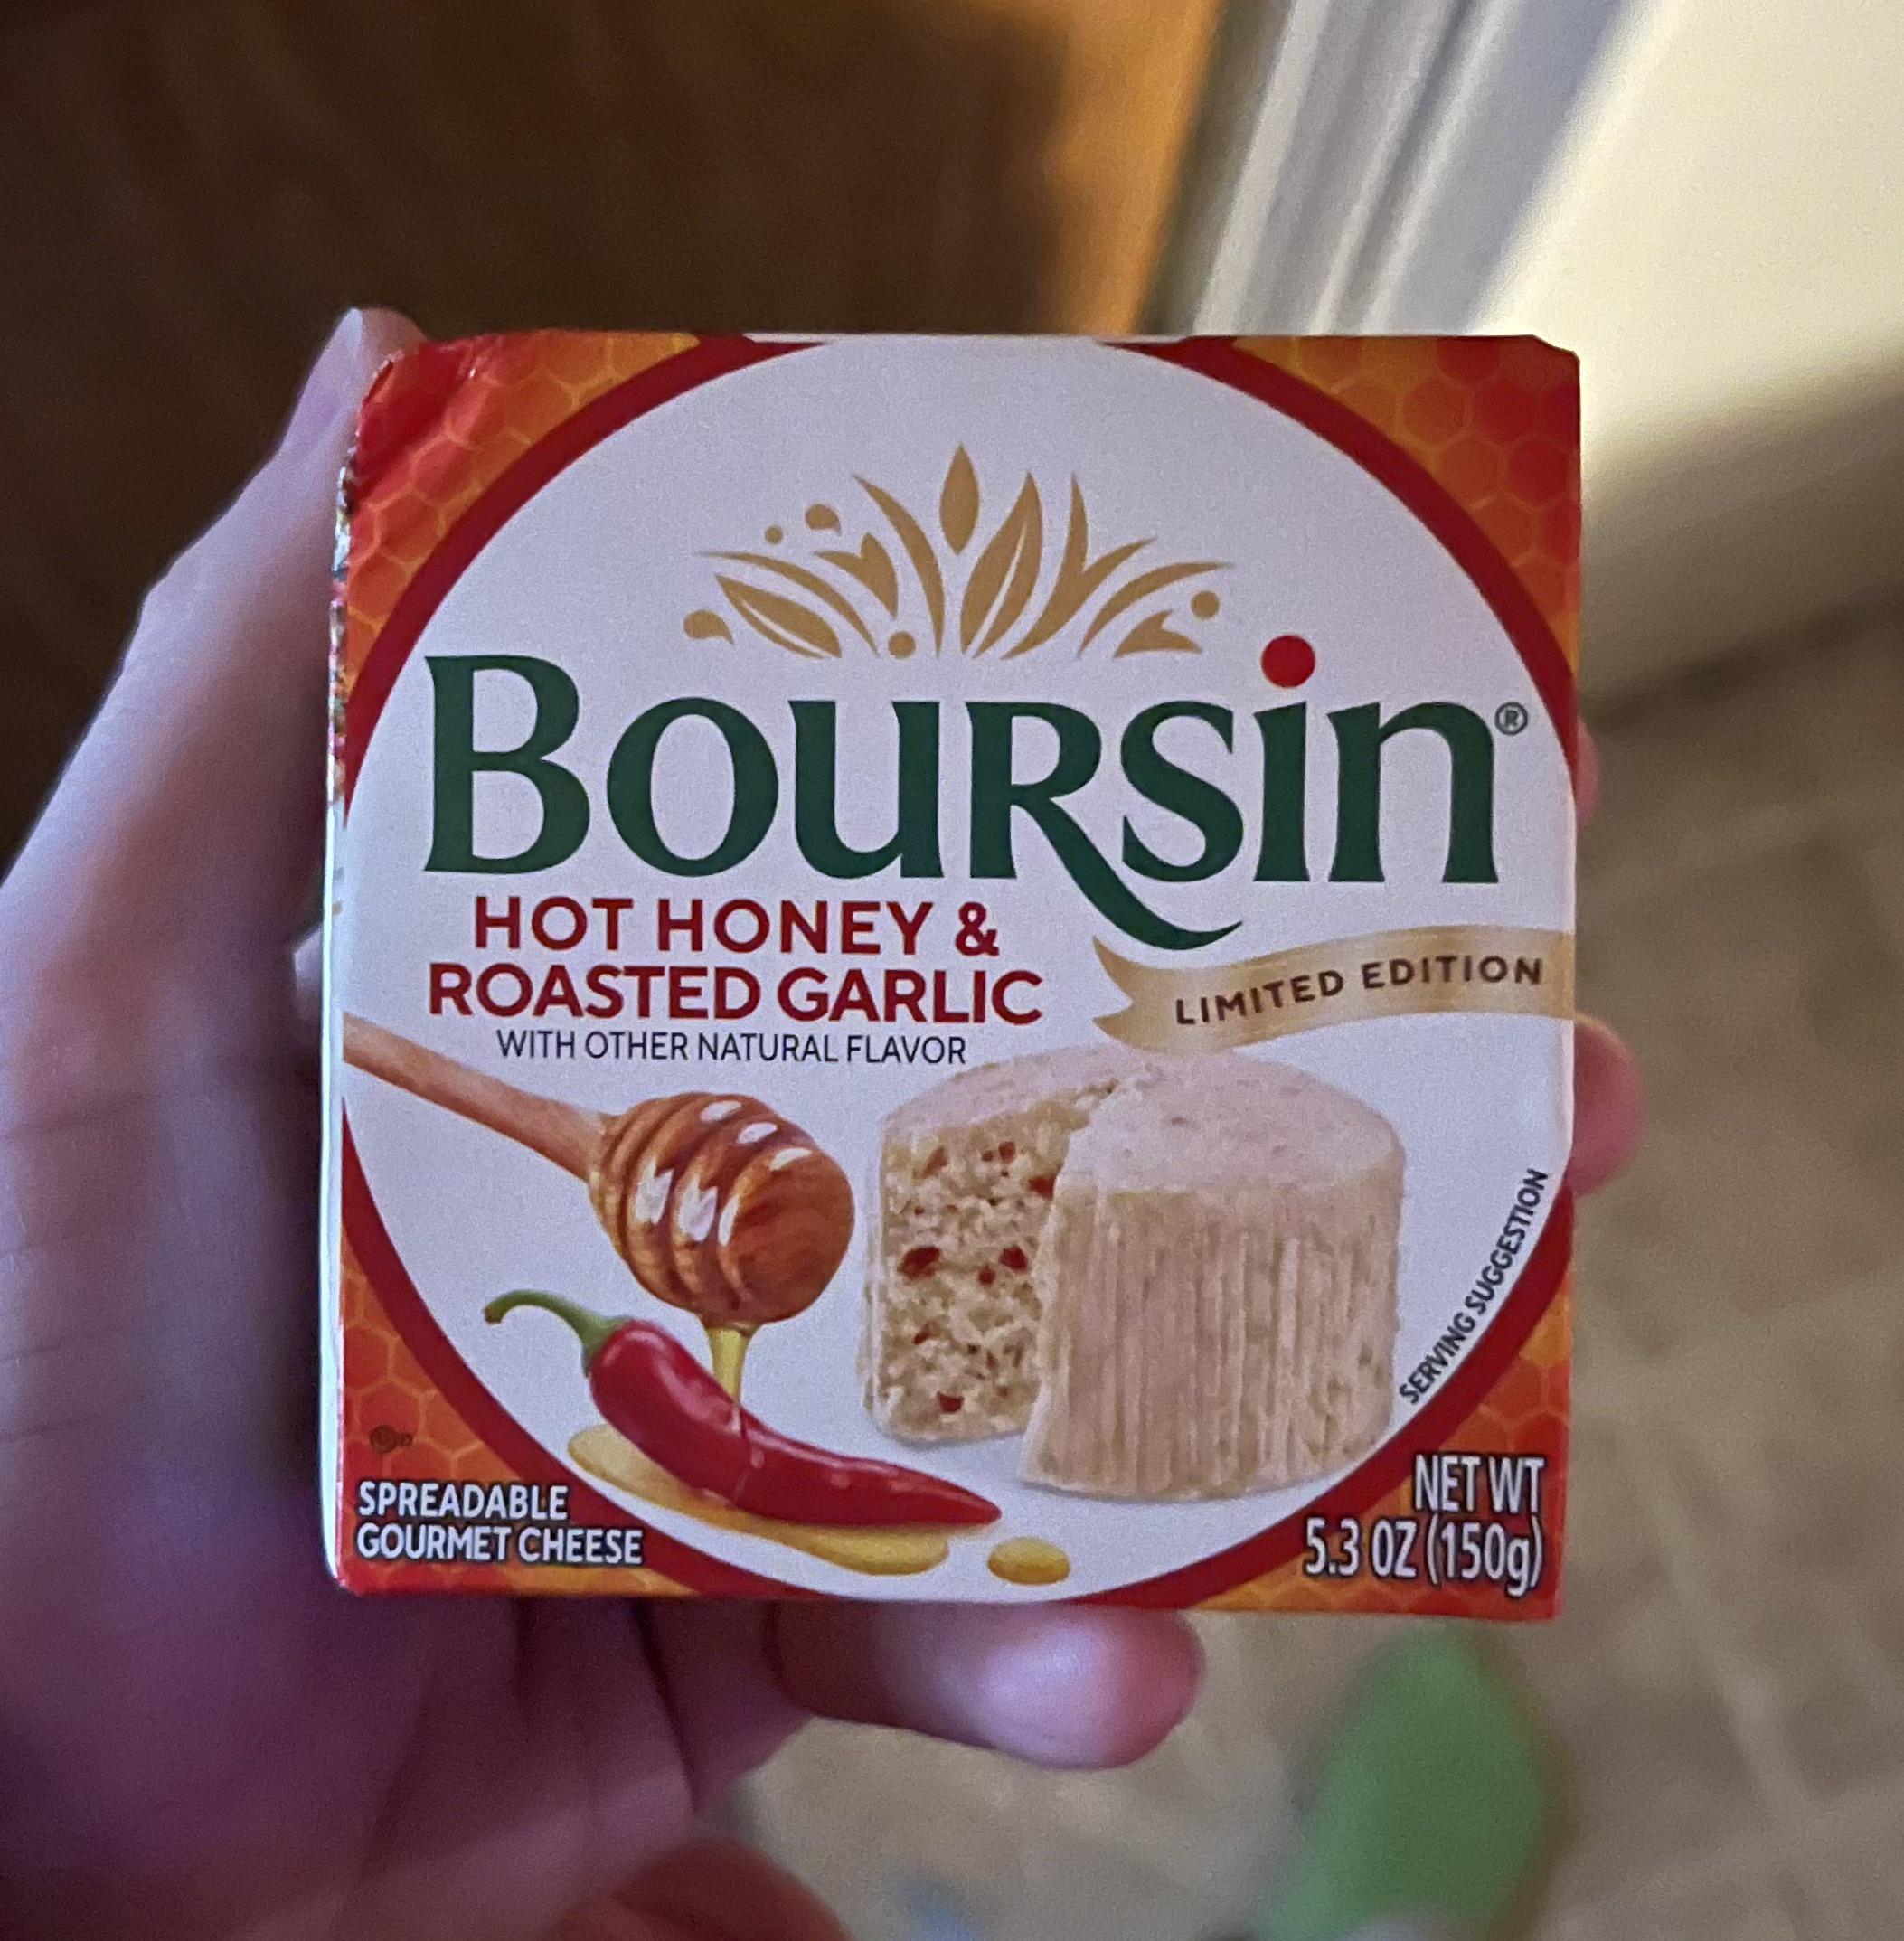 BOURSIN®
HOT HONEY &
ROASTED GARLIC
WITH OTHER NATURAL FLAVOR
LIMITED EDITION
SERVING SUGGESTION
SPREADABLE
GOURMET CHEESE
NET WT
5.3 OZ (150g)